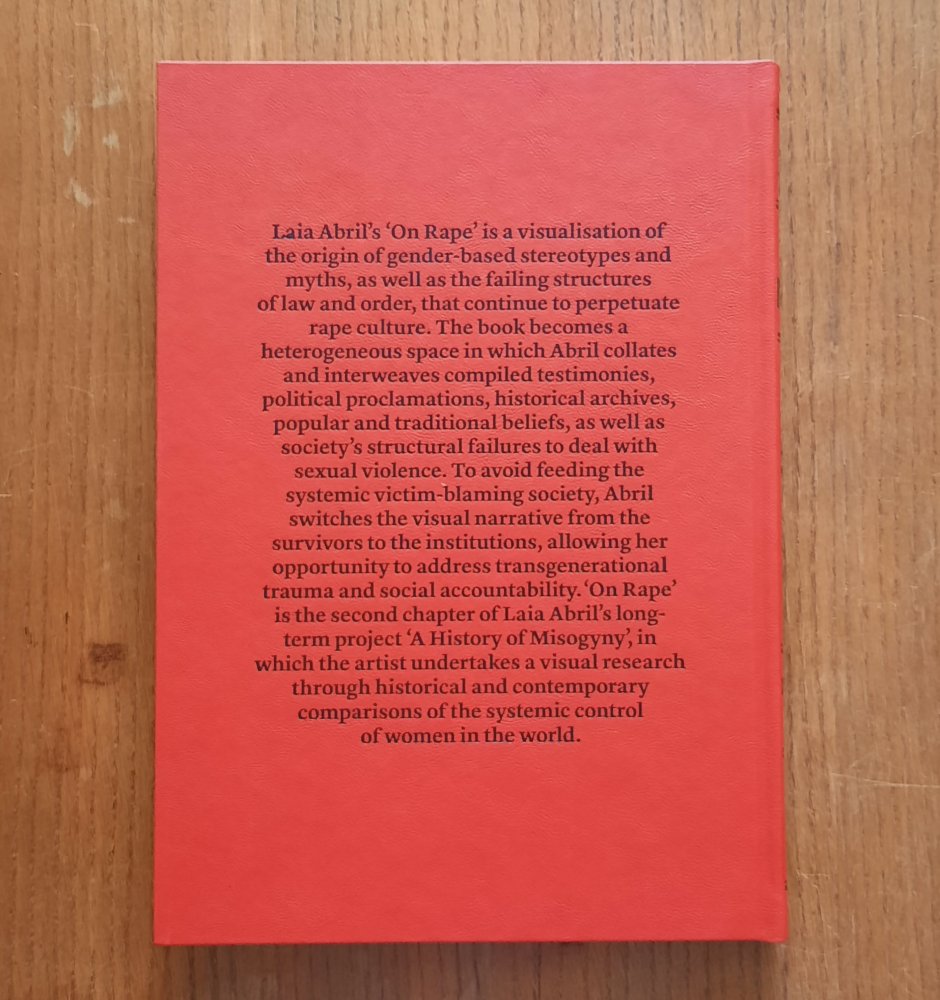 Laia Abril's ‘On Rape’ is a visualisation of
the origin of gender-based stereotypes and
myths, as well as the failing structures
of law and order, that continue to perpetuate
rape culture. The book becomes a
heterogeneous space in which Abril collates
and interweaves compiled testimonies,
political proclamations, historical archives,
popular and traditional beliefs, as well as
society’s structural failures to deal with
sexual violence. To avoid feeding the
systemic victim-blaming society, Abril
switches the visual narrative from the
survivors to the institutions, allowing her
opportunity to address transgenerational
trauma and social accountability. ‘On Rape’
is the second chapter of Laia Abril’s long-
term project ‘A History of Misogyny’, in
which the artist undertakes a visual research
through historical and contemporary
comparisons of the systemic control
of women in the world.